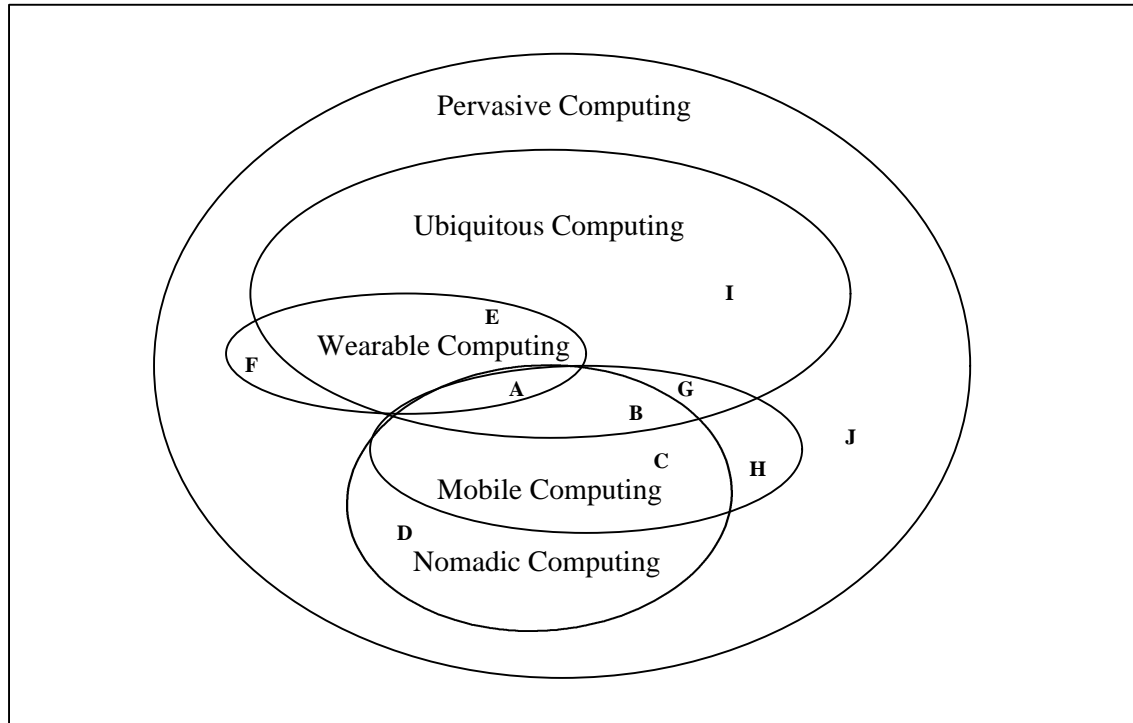 Pervasive Computing
Ubiquitous Computing
I
E
Wearable Computing
F
A
G
B
J
C
H
Mobile Computing
D
Nomadic Computing